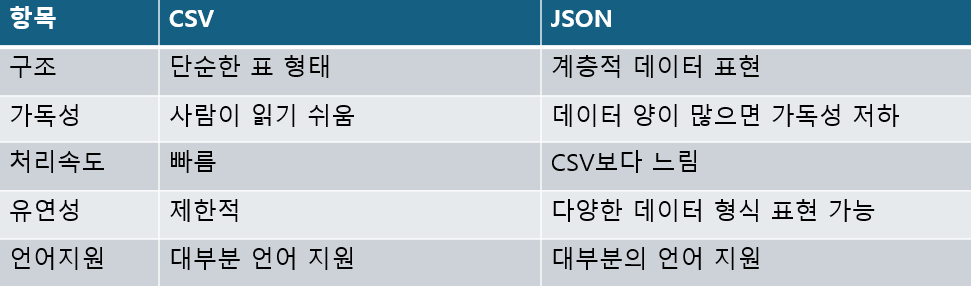 항목 CSV JSON
구조 단순한 표 형태 계층적 데이터 표현
가독성 사람이 읽기 쉬움 데이터 양이 많으면 가독성 저하
처리속도 빠름 CSV보다 느림
유연성 제한적 다양한 데이터 형식 표현 가능
언어지원 대부분 언어 지원 대부분의 언어 지원